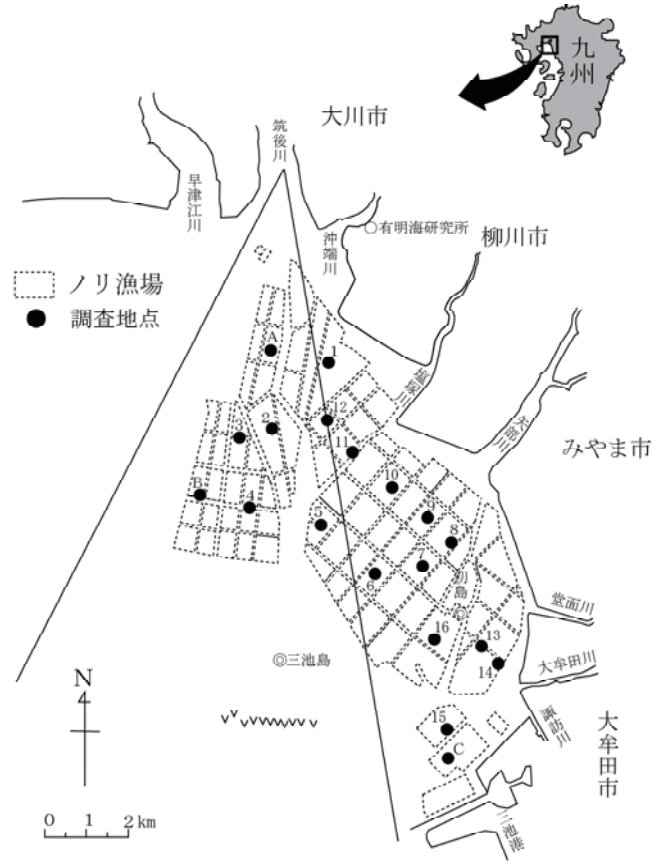 九州
大川市
筑後川
早津江川
沖端川
○有明海研究所
柳川市
ノリ漁場
調査地点
A
1
塩塚川
12
2
矢部川
11
3
みやま市
10
B
4
9
5
8
7
6
初島
堂面川
16
13
◎三池島
14
大牟田川
N
諏訪川
大牟田市
15
C
0 1 2km
三池港